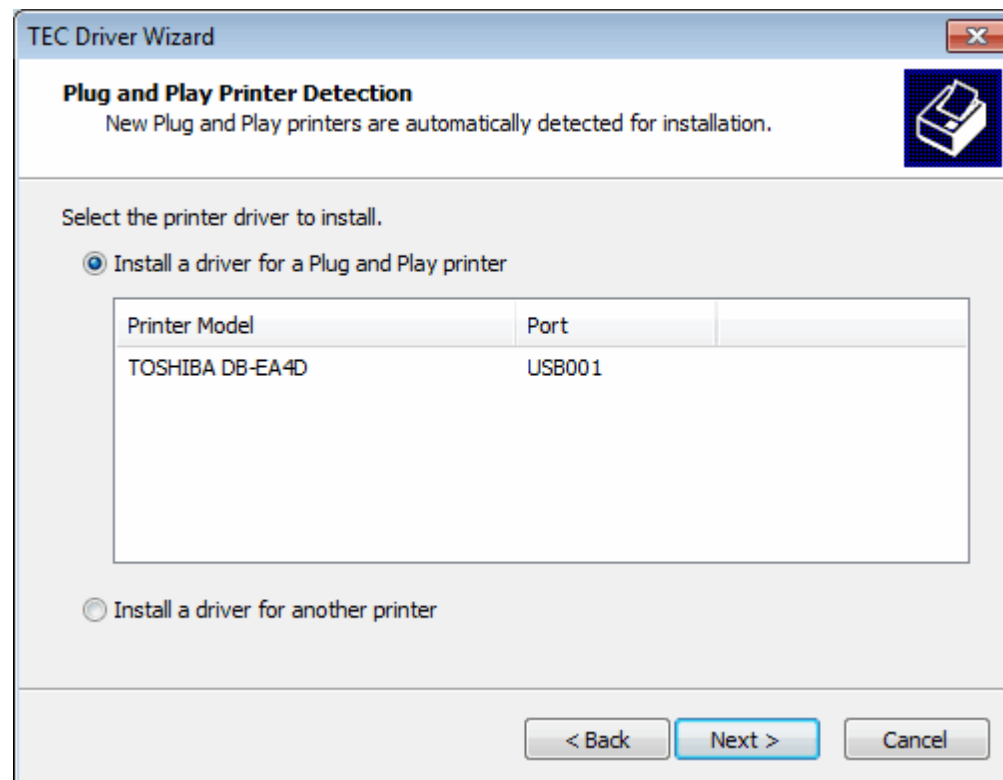 TEC Driver Wizard
Plug and Play Printer Detection
New Plug and Play printers are automatically detected for installation.
Select the printer driver to install.
Install a driver for a Plug and Play printer
Printer Model Port
TOSHIBA DB-EA4D USB001
Install a driver for another printer
< Back Next > Cancel